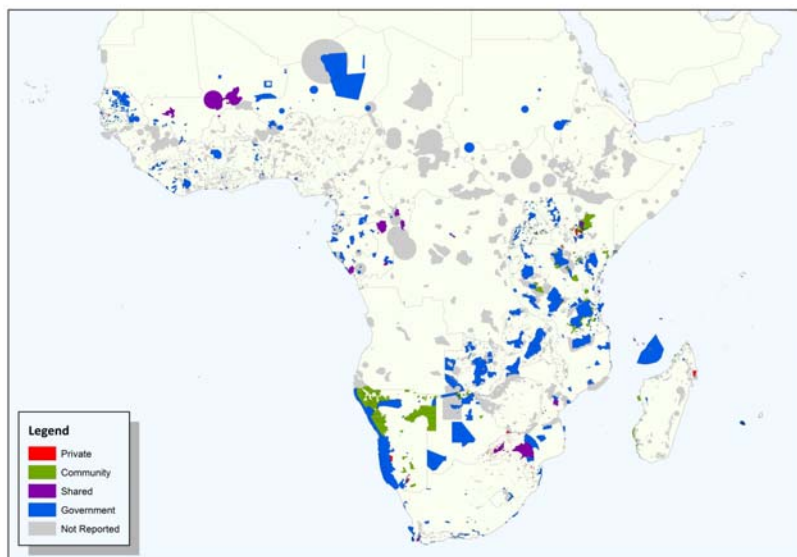 Legend
Private
Community
Shared
Government
Not Reported